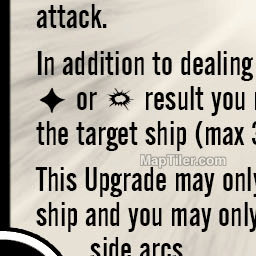 attack.
In addition to dealing
or result you
the target ship (max 3
MapTiler.com
This Upgrade may only
ship and you may only
side arcs